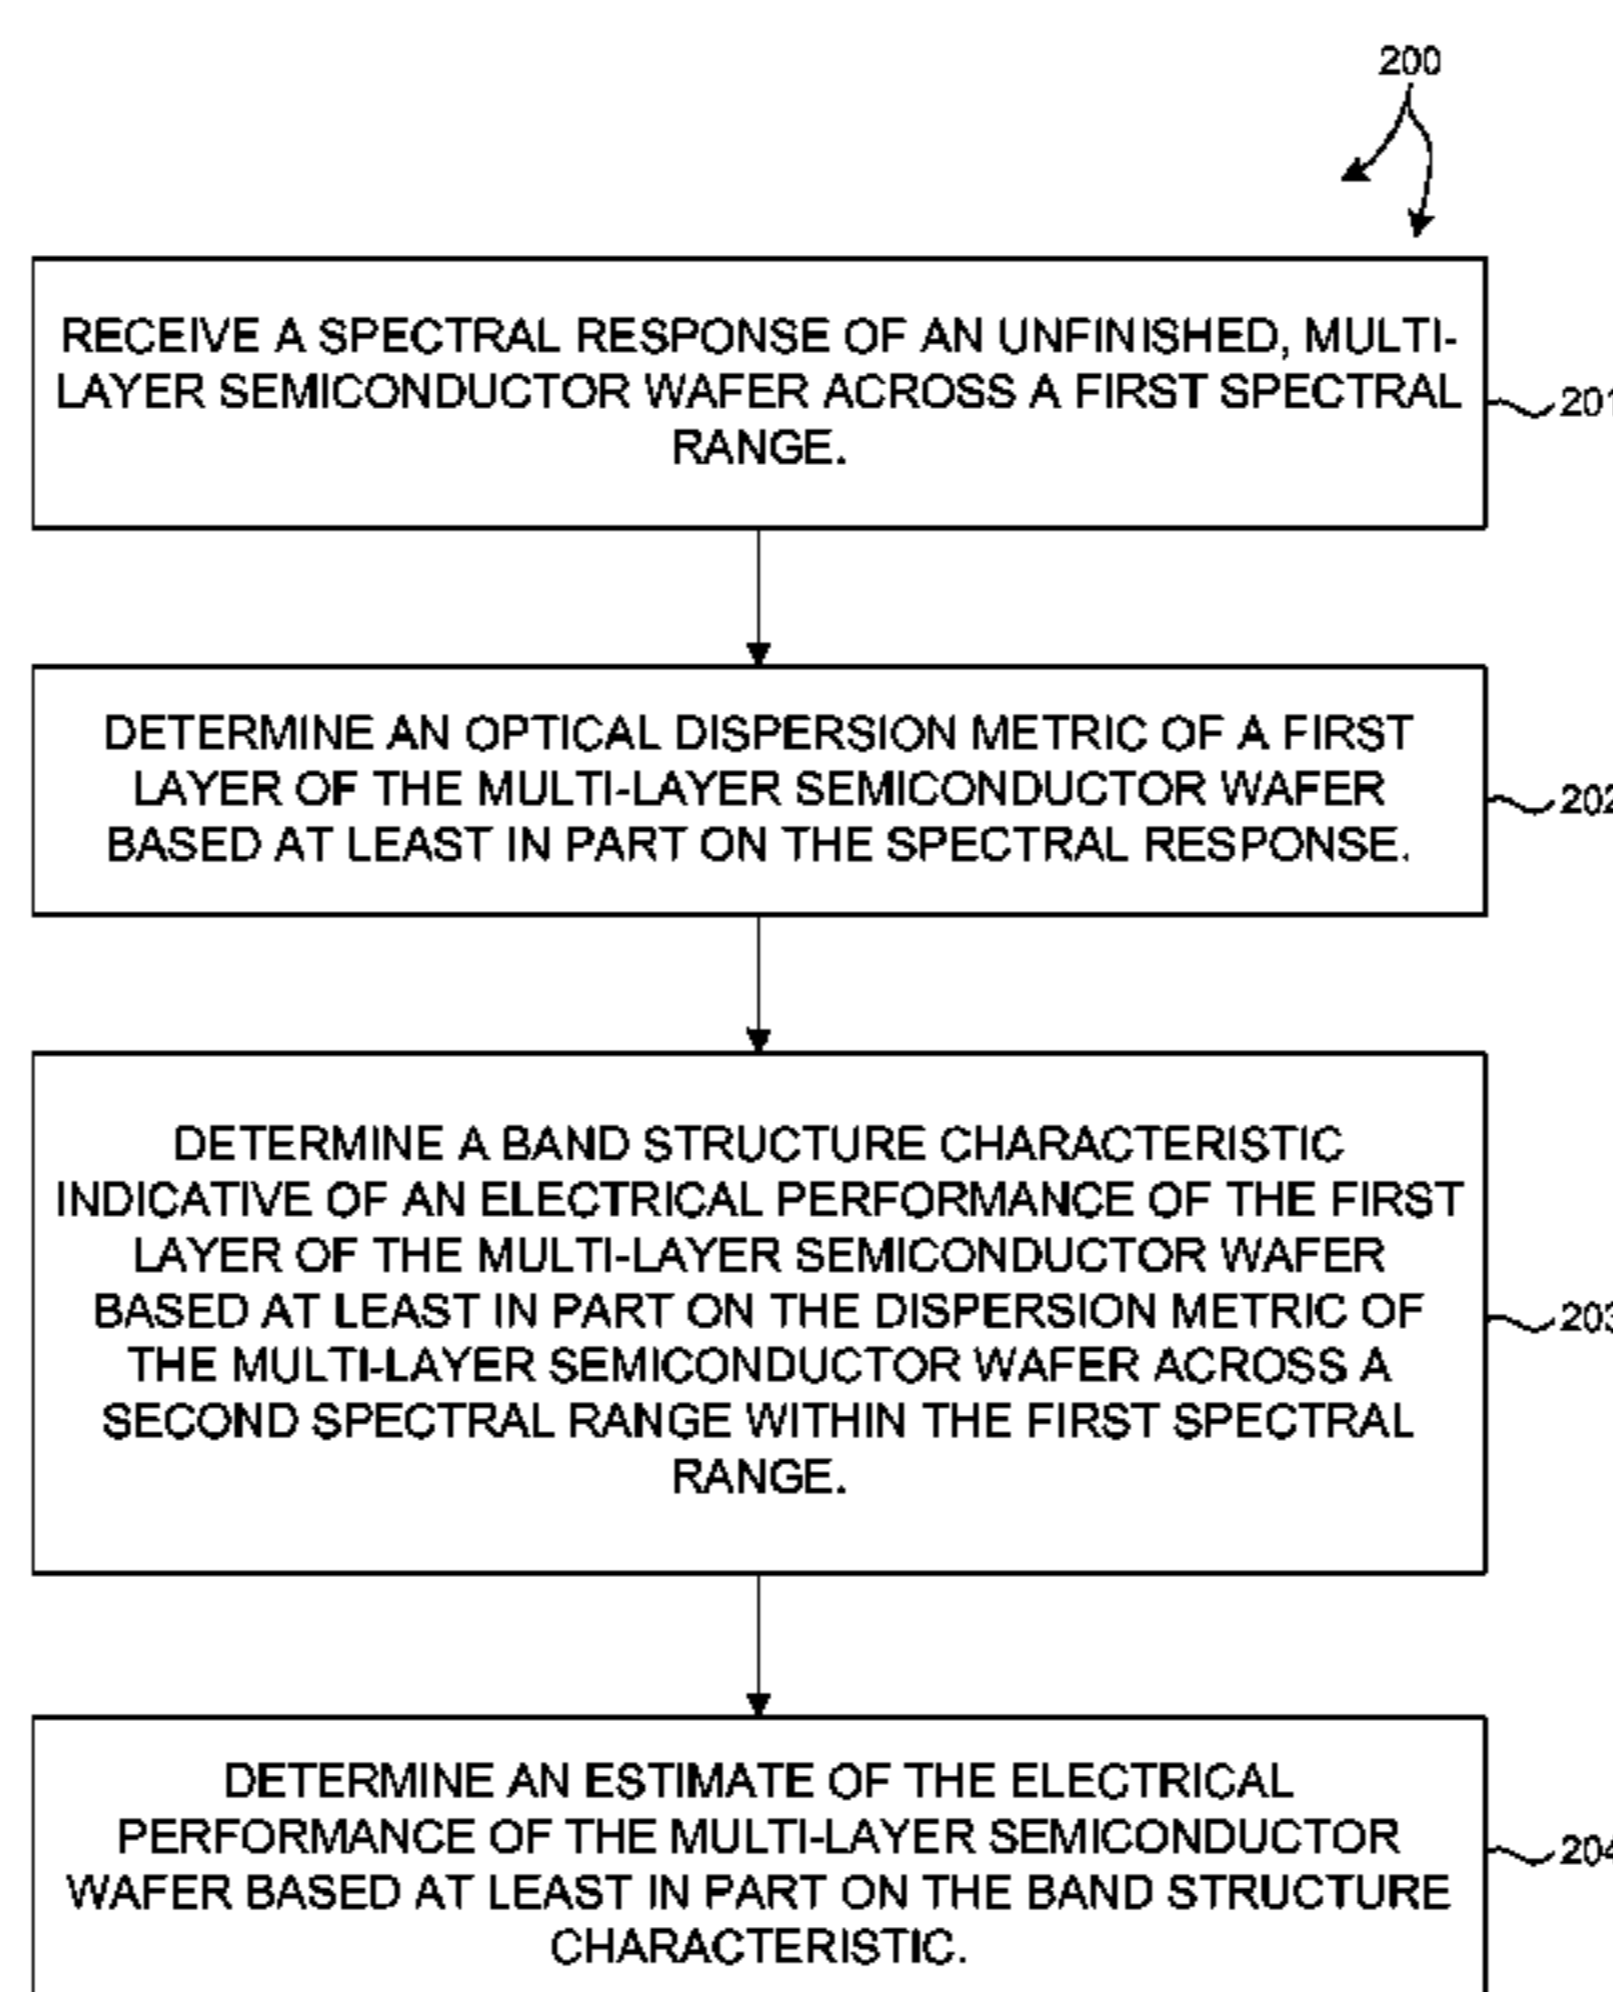 200
RECEIVE A SPECTRAL RESPONSE OF AN UNFINISHED, MULTI-
LAYER SEMICONDUCTOR WAFER ACROSS A FIRST SPECTRAL
RANGE.
201
DETERMINE AN OPTICAL DISPERSION METRIC OF A FIRST
LAYER OF THE MULTI-LAYER SEMICONDUCTOR WAFER
BASED AT LEAST IN PART ON THE SPECTRAL RESPONSE.
202
DETERMINE A BAND STRUCTURE CHARACTERISTIC
INDICATIVE OF AN ELECTRICAL PERFORMANCE OF THE FIRST
LAYER OF THE MULTI-LAYER SEMICONDUCTOR WAFER
BASED AT LEAST IN PART ON THE DISPERSION METRIC OF
THE MULTI-LAYER SEMICONDUCTOR WAFER ACROSS A
SECOND SPECTRAL RANGE WITHIN THE FIRST SPECTRAL
RANGE.
203
DETERMINE AN ESTIMATE OF THE ELECTRICAL
PERFORMANCE OF THE MULTI-LAYER SEMICONDUCTOR
WAFER BASED AT LEAST IN PART ON THE BAND STRUCTURE
CHARACTERISTIC.
204